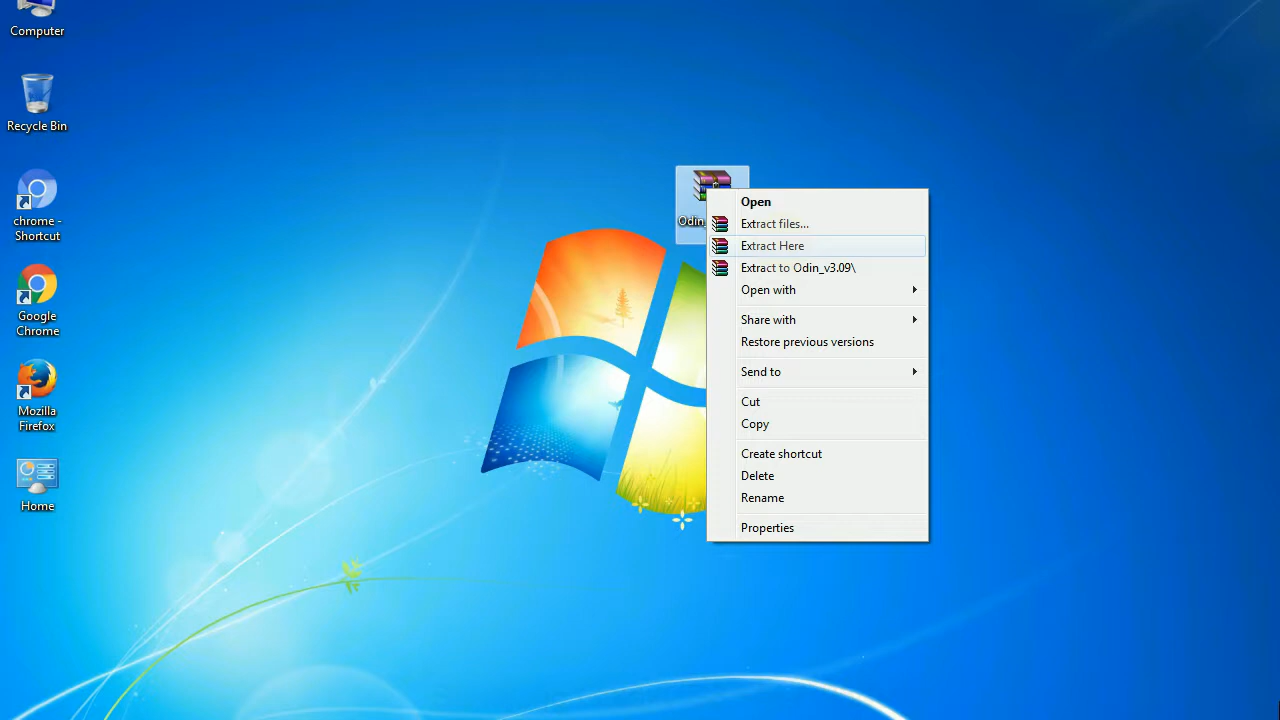 Computer
Recycle Bin
chrome -
Shortcut
Google
Chrome
Mozilla
Firefox
Home
Odin
Open
Extract files...
Extract Here
Extract to Odin_v3.09\
Open with
Share with
Restore previous versions
Send to
Cut
Copy
Create shortcut
Delete
Rename
Properties